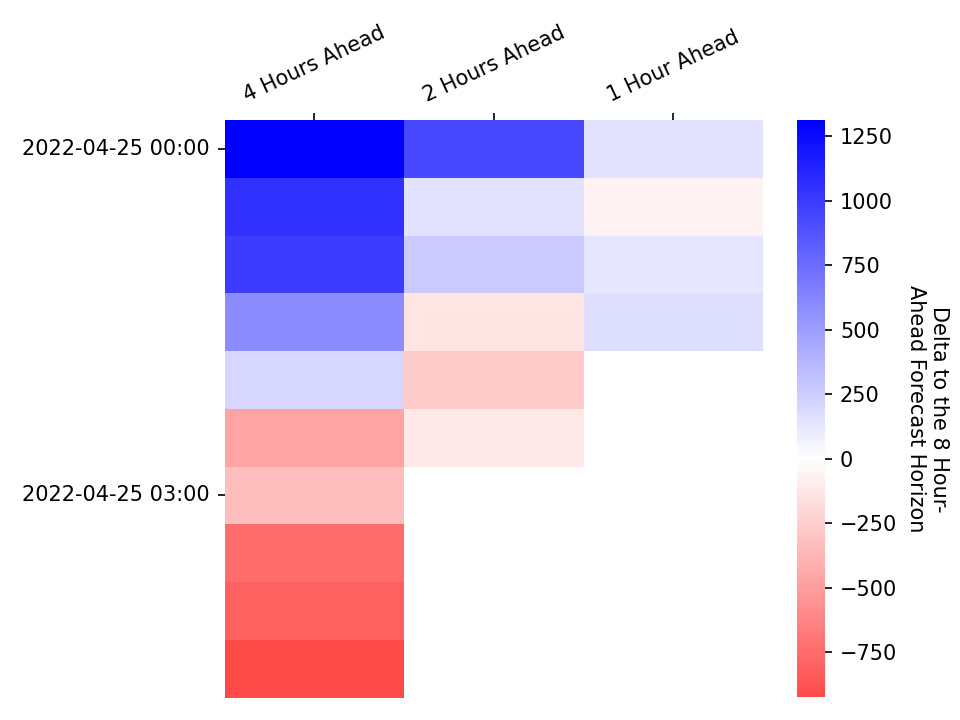 4 Hours Ahead
2 Hours Ahead
1 Hour Ahead
2022-04-25 00:00
2022-04-25 03:00
1250
1000
750
500
250
0
−250
−500
−750
Delta to the 8 Hour-
Ahead Forecast Horizon